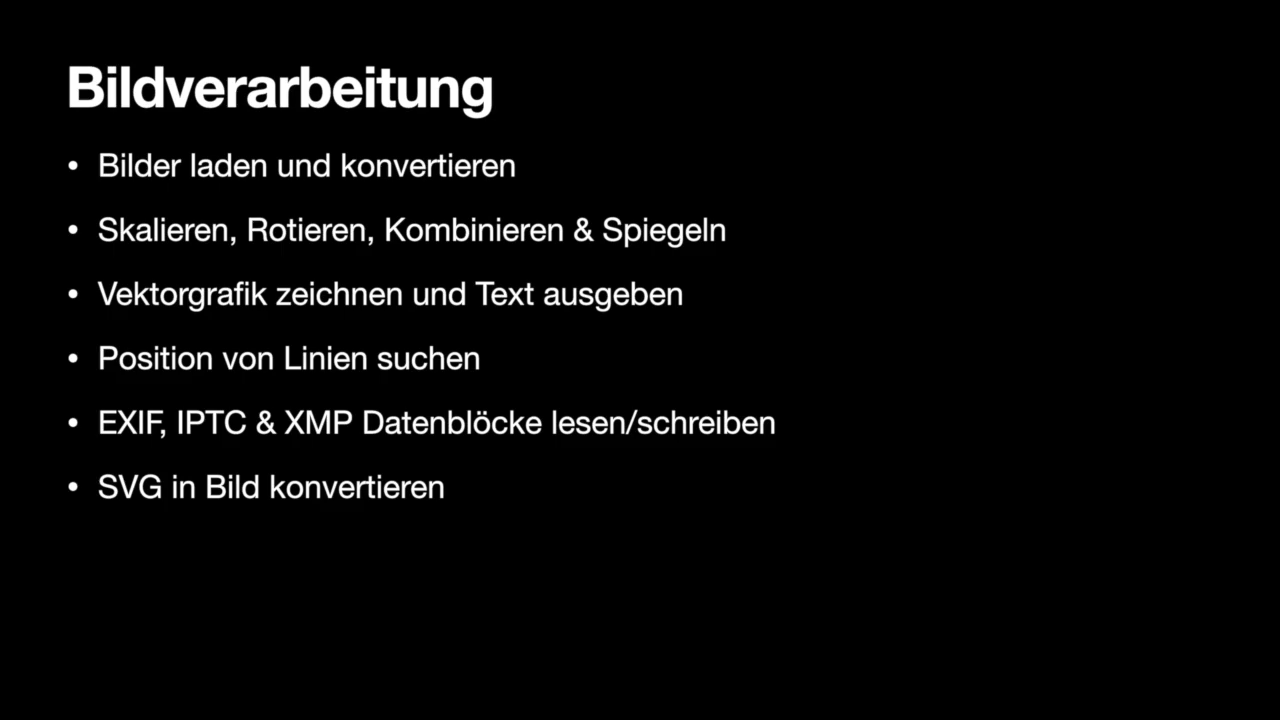 Bildverarbeitung
• Bilder laden und konvertieren
• Skalieren, Rotieren, Kombinieren & Spiegeln
• Vektorgrafik zeichnen und Text ausgeben
• Position von Linien suchen
• EXIF, IPTC & XMP Datenblöcke lesen/schreiben
• SVG in Bild konvertieren